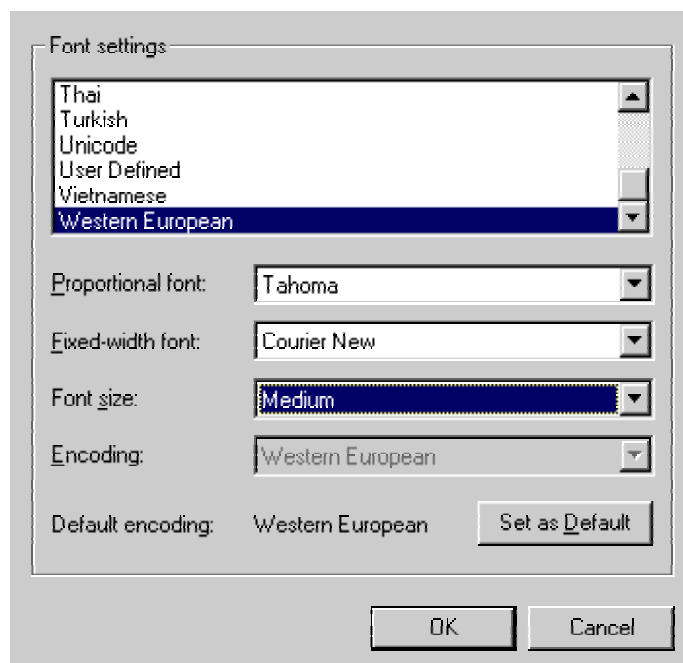 Font settings
Thai
Turkish
Unicode
User Defined
Vietnamese
Western European
Proportional font: Tahoma
Fixed-width font: Courier New
Font size: Medium
Encoding: Western European
Default encoding: Western European Set as Default
OK Cancel